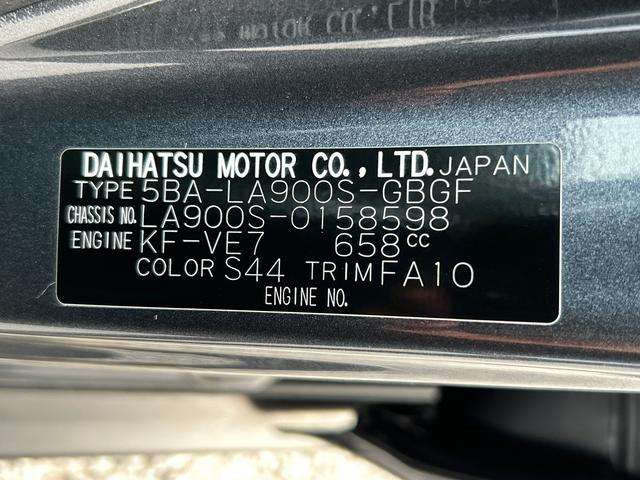 DAIHATSU MOTOR CO., LTD. JAPAN
TYPE 5BA-LA900S-GBGF
CHASSIS NO. LA900S-0158598
ENGINE KF-VE7 658cc
COLOR S44 TRIM FA10
ENGINE NO.